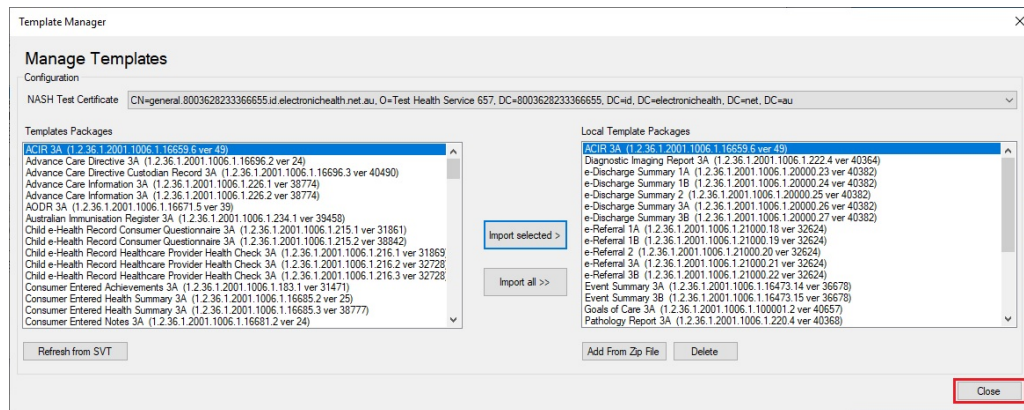 Template Manager
Manage Templates
Configuration
NASH Test Certificate CN=general.8003628233366655.id.electronichealth.net.au, O=Test Health Service 657, DC=8003628233366655, DC=id, DC=electronichealth, DC=net, DC=au
Templates Packages
ACIR 3A (1.2.36.1.2001.1006.1.16659.6 ver 49)
Advance Care Directive 3A (1.2.36.1.2001.1006.1.16696.2 ver 24)
Advance Care Directive Custodian Record 3A (1.2.36.1.2001.1006.1.16696.3 ver 40490)
Advance Care Information 3A (1.2.36.1.2001.1006.1.226.1 ver 38774)
Advance Care Information 3A (1.2.36.1.2001.1006.1.226.2 ver 38774)
AODR 3A (1.2.36.1.2001.1006.1.16671.5 ver 39)
Australian Immunisation Register 3A (1.2.36.1.2001.1006.1.234.1 ver 39458)
Child e-Health Record Consumer Questionnaire 3A (1.2.36.1.2001.1006.1.215.1 ver 31861)
Child e-Health Record Consumer Questionnaire 3A (1.2.36.1.2001.1006.1.215.2 ver 38842)
Child e-Health Record Healthcare Provider Health Check 3A (1.2.36.1.2001.1006.1.216.1 ver 31869)
Child e-Health Record Healthcare Provider Health Check 3A (1.2.36.1.2001.1006.1.216.2 ver 32728
Child e-Health Record Healthcare Provider Health Check 3A (1.2.36.1.2001.1006.1.216.3 ver 32728
Consumer Entered Achievements 3A (1.2.36.1.2001.1006.1.183.1 ver 31471)
Consumer Entered Health Summary 3A (1.2.36.1.2001.1006.1.16685.2 ver 25)
Consumer Entered Health Summary 3A (1.2.36.1.2001.1006.1.16685.3 ver 38777)
Consumer Entered Notes 3A (1.2.36.1.2001.1006.1.16681.2 ver 24)
Refresh from SVT
Import selected >
Import all >>
Local Template Packages
ACIR 3A (1.2.36.1.2001.1006.1.16659.6 ver 49)
Diagnostic Imaging Report 3A (1.2.36.1.2001.1006.1.222.4 ver 40364)
e-Discharge Summary 1A (1.2.36.1.2001.1006.1.20000.23 ver 40382)
e-Discharge Summary 1B (1.2.36.1.2001.1006.1.20000.24 ver 40382)
e-Discharge Summary 2 (1.2.36.1.2001.1006.1.20000.25 ver 40382)
e-Discharge Summary 3A (1.2.36.1.2001.1006.1.20000.26 ver 40382)
e-Discharge Summary 3B (1.2.36.1.2001.1006.1.20000.27 ver 40382)
e-Referral 1A (1.2.36.1.2001.1006.1.21000.18 ver 32624)
e-Referral 1B (1.2.36.1.2001.1006.1.21000.19 ver 32624)
e-Referral 2 (1.2.36.1.2001.1006.1.21000.20 ver 32624)
e-Referral 3A (1.2.36.1.2001.1006.1.21000.21 ver 32624)
e-Referral 3B (1.2.36.1.2001.1006.1.21000.22 ver 32624)
Event Summary 3A (1.2.36.1.2001.1006.1.16473.14 ver 36678)
Event Summary 3B (1.2.36.1.2001.1006.1.16473.15 ver 36678)
Goals of Care 3A (1.2.36.1.2001.1006.1.100001.2 ver 40657)
Pathology Report 3A (1.2.36.1.2001.1006.1.220.4 ver 40368)
Add From Zip File
Delete
Close